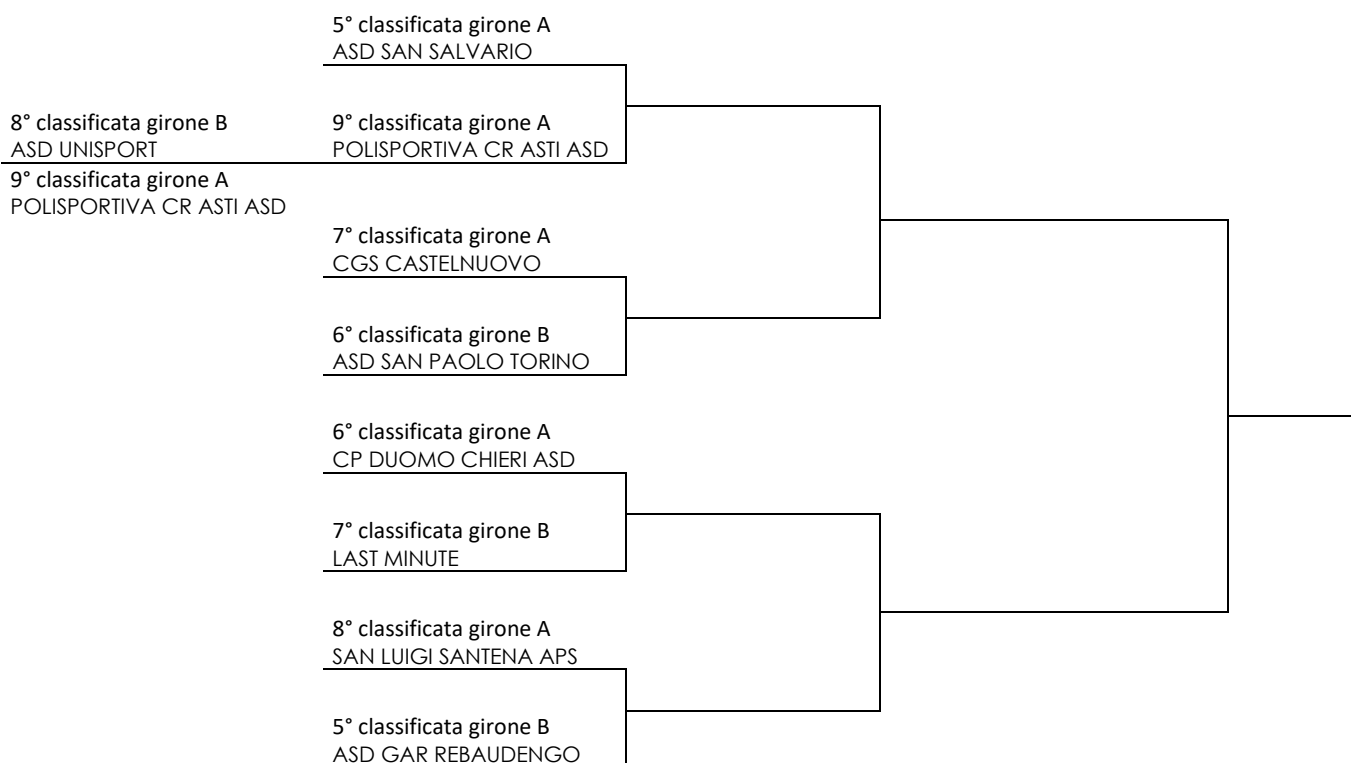 5° classificata girone A
ASD SAN SALVARIO
8° classificata girone B
ASD UNISPORT
9° classificata girone A
POLISPORTIVA CR ASTI ASD
9° classificata girone A
POLISPORTIVA CR ASTI ASD
7° classificata girone A
CGS CASTELNUOVO
6° classificata girone B
ASD SAN PAOLO TORINO
6° classificata girone A
CP DUOMO CHIERI ASD
7° classificata girone B
LAST MINUTE
8° classificata girone A
SAN LUIGI SANTENA APS
5° classificata girone B
ASD GAR REBAUDENGO